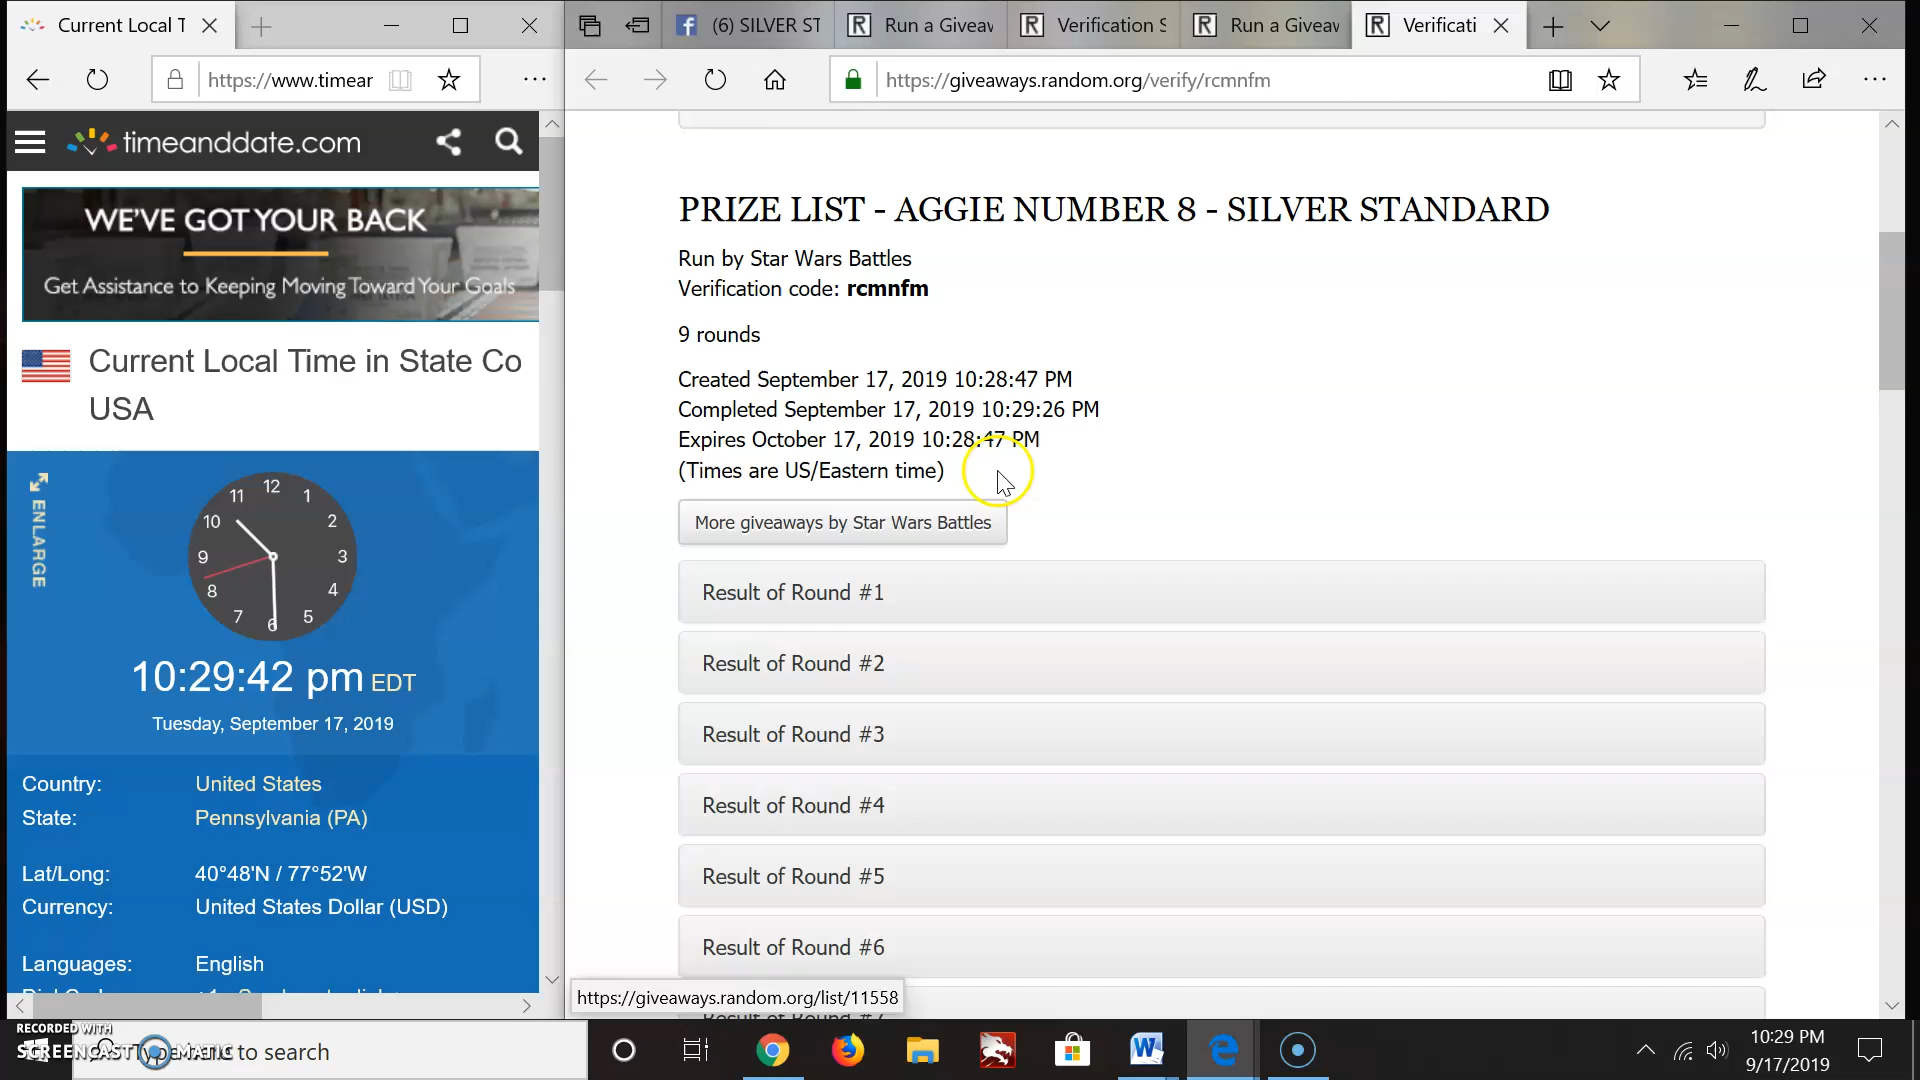 Current Local T
https://www.timear
timeanddate.com
WE'VE GOT YOUR BACK
Get Assistance to Keeping Moving Toward Your Goals
Current Local Time in State Co
USA
ENLARGE
12
1
2
3
4
5
6
7
8
9
10
11
10:29:42 pm EDT
Tuesday, September 17, 2019
Country: United States
State: Pennsylvania (PA)
Lat/Long: 40°48'N / 77°52'W
Currency: United States Dollar (USD)
Languages: English
(6) SILVER ST
Run a Giveaw
Verification S
Run a Giveaw
Verificati
https://giveaways.random.org/verify/rcmnfm
PRIZE LIST - AGGIE NUMBER 8 - SILVER STANDARD
Run by Star Wars Battles
Verification code: rcmnfm
9 rounds
Created September 17, 2019 10:28:47 PM
Completed September 17, 2019 10:29:26 PM
Expires October 17, 2019 10:28:47 PM
(Times are US/Eastern time)
More giveaways by Star Wars Battles
Result of Round #1
Result of Round #2
Result of Round #3
Result of Round #4
Result of Round #5
Result of Round #6
https://giveaways.random.org/list/11558
RECORDED WITH
SCREENCAST MATIC
Type here to search
10:29 PM
9/17/2019